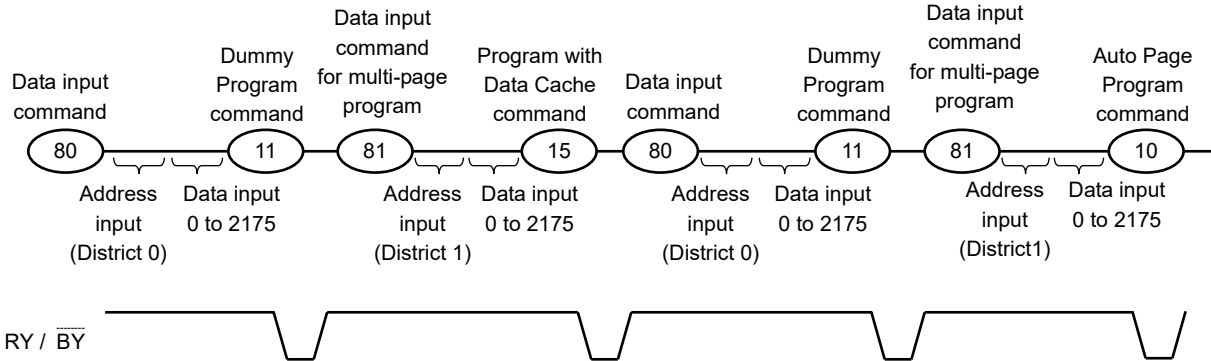 Data input
command
Dummy
Program
command
Data input
command
for multi-page
program
Program with
Data Cache
command
Data input
command
Dummy
Program
command
Data input
command
for multi-page
program
Auto Page
Program
command
80
11
81
15
80
11
81
10
Address
input
(District 0)
Data input
0 to 2175
Address
input
(District 1)
Data input
0 to 2175
Address
input
(District 0)
Data input
0 to 2175
Address
input
(District1)
Data input
0 to 2175
RY / BY